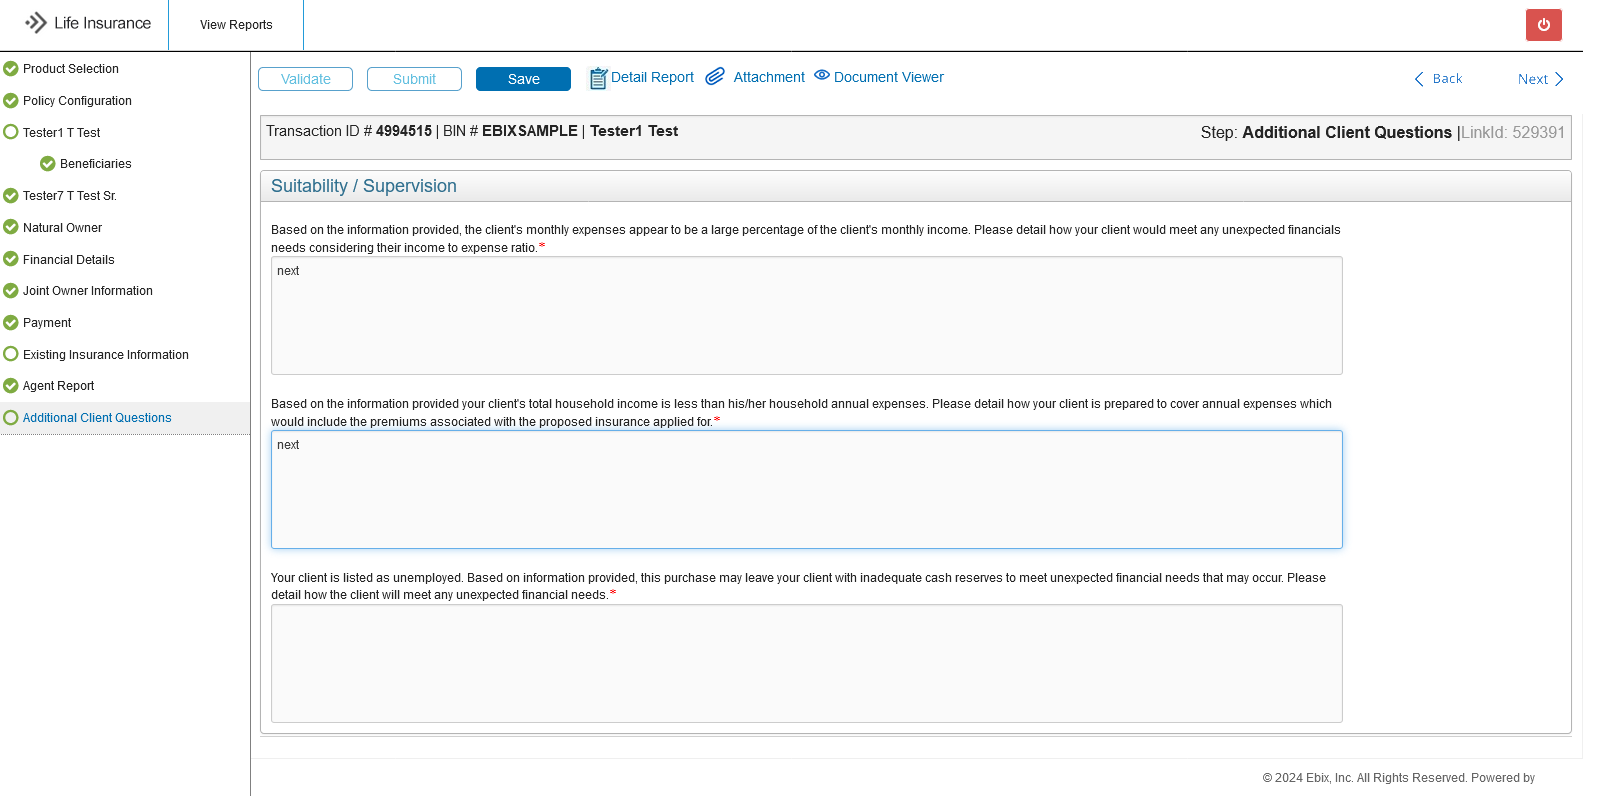 Life Insurance
View Reports
Product Selection
Policy Configuration
Tester1 T Test
Beneficiaries
Tester7 T Test Sr.
Natural Owner
Financial Details
Joint Owner Information
Payment
Existing Insurance Information
Agent Report
Additional Client Questions
Validate
Submit
Save
Detail Report
Attachment
Document Viewer
Back
Next
Transaction ID # 4994515 | BIN # EBIXSAMPLE | Tester1 Test
Step: Additional Client Questions |LinkId: 529391
Suitability / Supervision
Based on the information provided, the client's monthly expenses appear to be a large percentage of the client's monthly income. Please detail how your client would meet any unexpected financials
needs considering their income to expense ratio.*
next
Based on the information provided your client's total household income is less than his/her household annual expenses. Please detail how your client is prepared to cover annual expenses which
would include the premiums associated with the proposed insurance applied for.*
next
Your client is listed as unemployed. Based on information provided, this purchase may leave your client with inadequate cash reserves to meet unexpected financial needs that may occur. Please
detail how the client will meet any unexpected financial needs.*
© 2024 Ebix, Inc. All Rights Reserved. Powered by